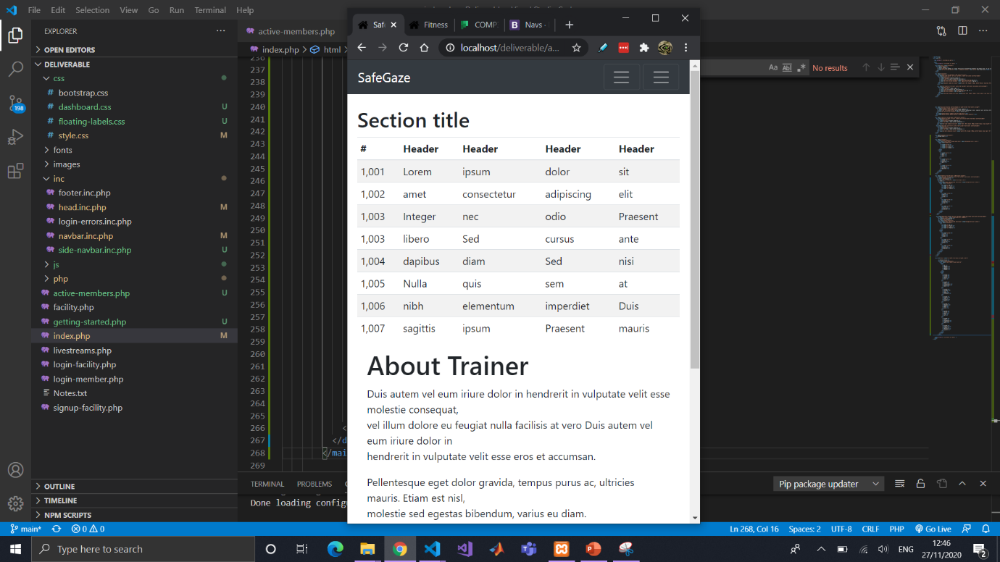 File Edit Selection View Go Run Terminal Help
EXPLORER
OPEN EDITORS
DELIVERABLE
css
bootstrap.css
dashboard.css U
floating-labels.css U
style.css M
fonts
images
inc
footer.inc.php
head.inc.php M
login-errors.inc.php
navbar.inc.php M
side-navbar.inc.php U
js
php
active-members.php U
facility.php
getting-started.php U
index.php M
livestreams.php
login-facility.php
login-member.php
Notes.txt
signup-facility.php
OUTLINE
TIMELINE
NPM SCRIPTS
198
active-members.php
index.php > html
237
238
239
240
241
242
243
244
245
246
247
248
249
250
251
252
253
254
255
256
257
258
259
260
261
262
263
264
265
266 <
267 </d
268 </mai
269
Aa Ab No results
Saf Fitness COMP Navs -
localhost/deliverable/a...
SafeGaze
Section title
# Header Header Header Header
1,001 Lorem ipsum dolor sit
1,002 amet consectetur adipiscing elit
1,003 Integer nec odio Praesent
1,003 libero Sed cursus ante
1,004 dapibus diam Sed nisi
1,005 Nulla quis sem at
1,006 nibh elementum imperdiet Duis
1,007 sagittis ipsum Praesent mauris
About Trainer
Duis autem vel eum iriure dolor in hendrerit in vulputate velit esse
molestie consequat,
vel illum dolore eu feugiat nulla facilisis at vero Duis autem vel
eum iriure dolor in
hendrerit in vulputate velit esse eros et accumsan.
Pellentesque eget dolor gravida, tempus purus ac, ultricies
mauris. Etiam est nisl,
molestie sed egestas bibendum, varius eu diam.
TERMINAL PROBLEMS
Pip package updater
Done loading config
main* 0 0 Ln 268, Col 16 Spaces: 2 UTF-8 CRLF PHP Go Live
Type here to search
ENG
12:46
27/11/2020
2